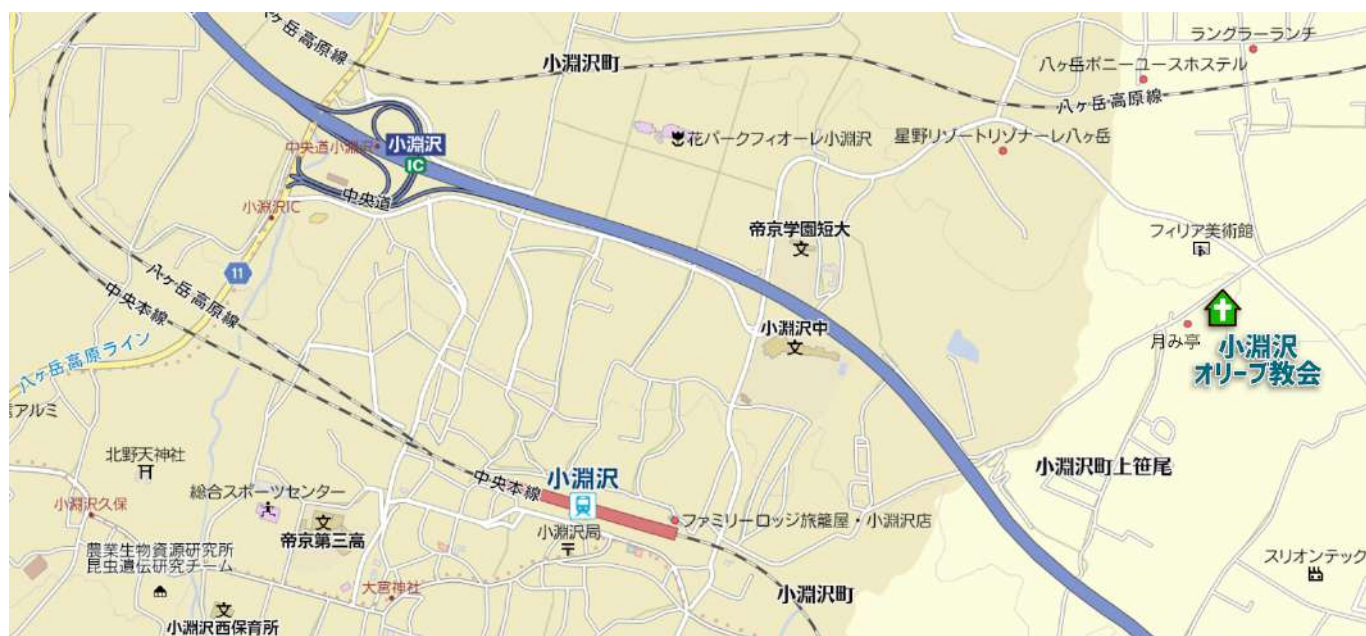 八ヶ岳高原線
小淵沢町
ラングラーランチ
八ヶ岳ポニーユースホステル
八ヶ岳高原線
中央道小淵沢
小淵沢
IC
花パークフィオーレ小淵沢
星野リゾートリゾナーレ八ヶ岳
中央道
小淵沢IC
帝京学園短大
文
フィリア美術館
11
八ヶ岳高原線
中央本線
小淵沢中
文
月み亭
小淵沢
オリーブ教会
八ヶ岳高原ライン
アルミ
北野天神社
中央本線
小淵沢
小淵沢町上笹尾
総合スポーツセンター
小淵沢久保
文
帝京第三高
小淵沢局
〒
ファミリーロッジ旅籠屋・小淵沢店
農業生物資源研究所
昆虫遺伝研究チーム
大宮神社
小淵沢町
スリオンテック
文
小淵沢西保育所